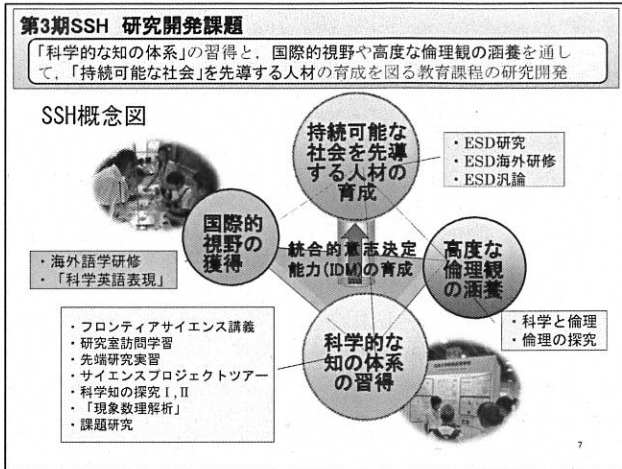 第3期SSH 研究開発課題
「科学的な知の体系」の習得と，国際的視野や高度な倫理観の涵養を通し
て，「持続可能な社会」を先導する人材の育成を図る教育課程の研究開発
SSH概念図
持続可能な
社会を先導
する人材の
育成
・ESD研究
・ESD海外研修
・ESD汎論
国際的
視野の
獲得
統合的意志決定
能力(IDM)の育成
高度な
倫理観
の涵養
・海外語学研修
・「科学英語表現」
・科学と倫理
・倫理の探究
・フロンティアサイエンス講義
・研究室訪問学習
・先端研究実習
・サイエンスプロジェクトツアー
・科学知の探究Ⅰ,Ⅱ
・「現象数理解析」
・課題研究
科学的な
知の体系
の習得
7